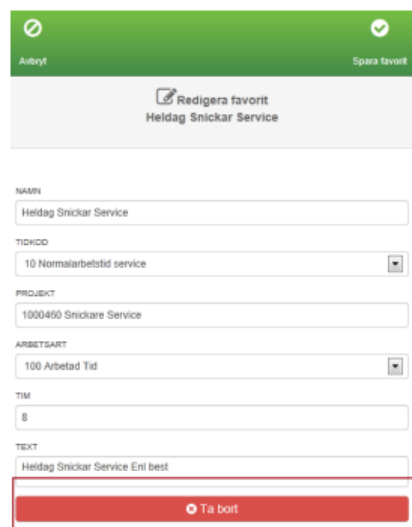 Avbryt
Spara favorit
Redigera favorit
Heldag Snickar Service
NAMN
Heldag Snickar Service
TIDKOD
10 Normalarbetstid service
PROJEKT
1000460 Snickare Service
ARBETSART
100 Arbetad Tid
TIM
8
TEXT
Heldag Snickar Service Enl best
Ta bort